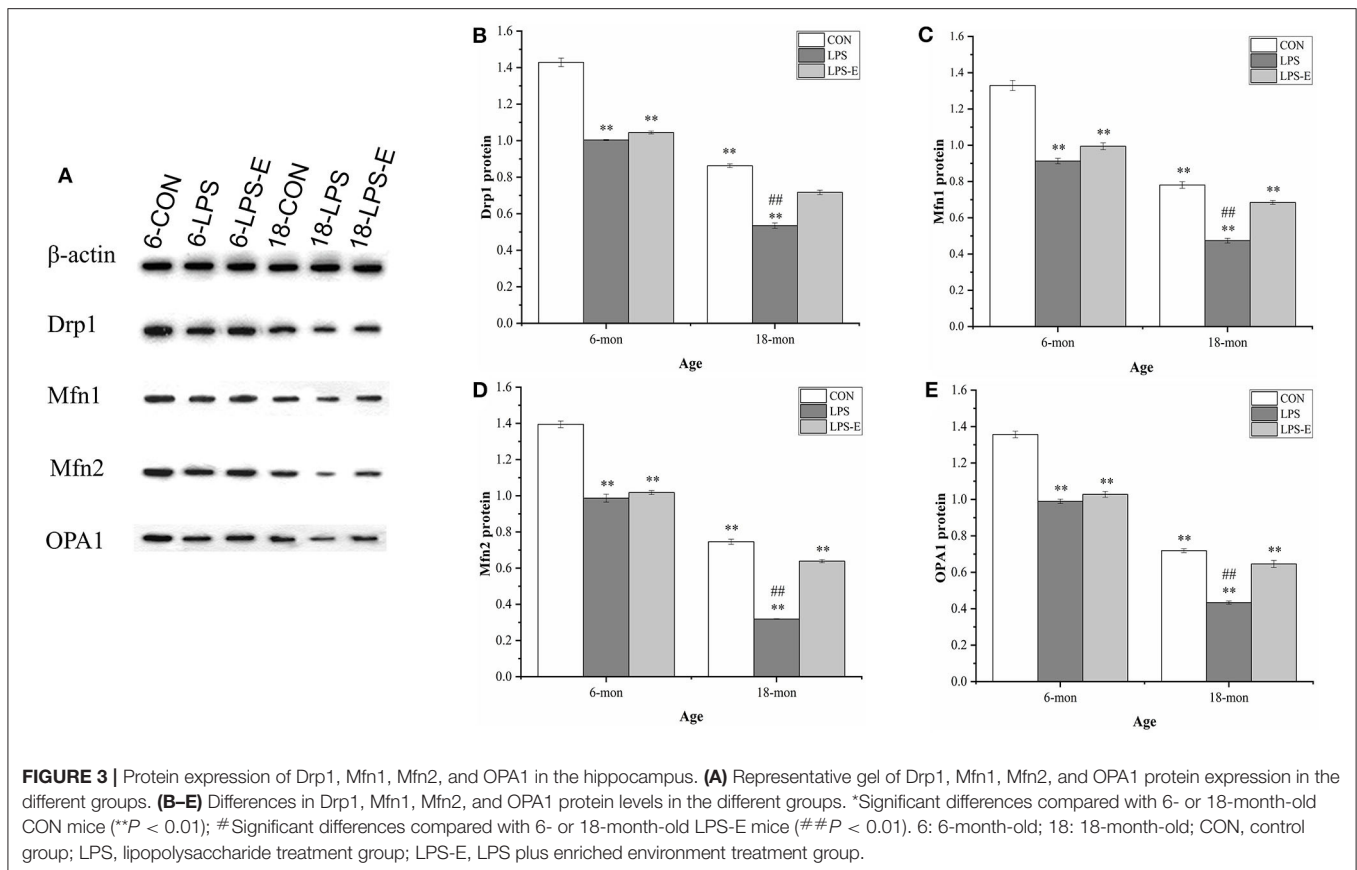 A
6-CON
6-LPS
6-LPS-E
18-CON
18-LPS
18-LPS-E
β-actin
Drp1
Mfn1
Mfn2
OPA1
B
1.6
1.4
1.2
1.0
0.8
0.6
0.4
0.2
0.0
Drp1 protein
CON
LPS
LPS-E
**
**
**
##
**
6-mon
18-mon
Age
C
1.6
1.4
1.2
1.0
0.8
0.6
0.4
0.2
0.0
Mfn1 protein
CON
LPS
LPS-E
**
**
**
##
**
**
6-mon
18-mon
Age
D
1.6
1.4
1.2
1.0
0.8
0.6
0.4
0.2
0.0
Mfn2 protein
CON
LPS
LPS-E
**
**
**
##
**
**
6-mon
18-mon
Age
E
1.6
1.4
1.2
1.0
0.8
0.6
0.4
0.2
0.0
OPA1 protein
CON
LPS
LPS-E
**
**
**
##
**
**
6-mon
18-mon
Age
FIGURE 3 | Protein expression of Drp1, Mfn1, Mfn2, and OPA1 in the hippocampus. (A) Representative gel of Drp1, Mfn1, Mfn2, and OPA1 protein expression in the
different groups. (B–E) Differences in Drp1, Mfn1, Mfn2, and OPA1 protein levels in the different groups. *Significant differences compared with 6- or 18-month-old
CON mice (**P < 0.01); #Significant differences compared with 6- or 18-month-old LPS-E mice (##P < 0.01). 6: 6-month-old; 18: 18-month-old; CON, control
group; LPS, lipopolysaccharide treatment group; LPS-E, LPS plus enriched environment treatment group.